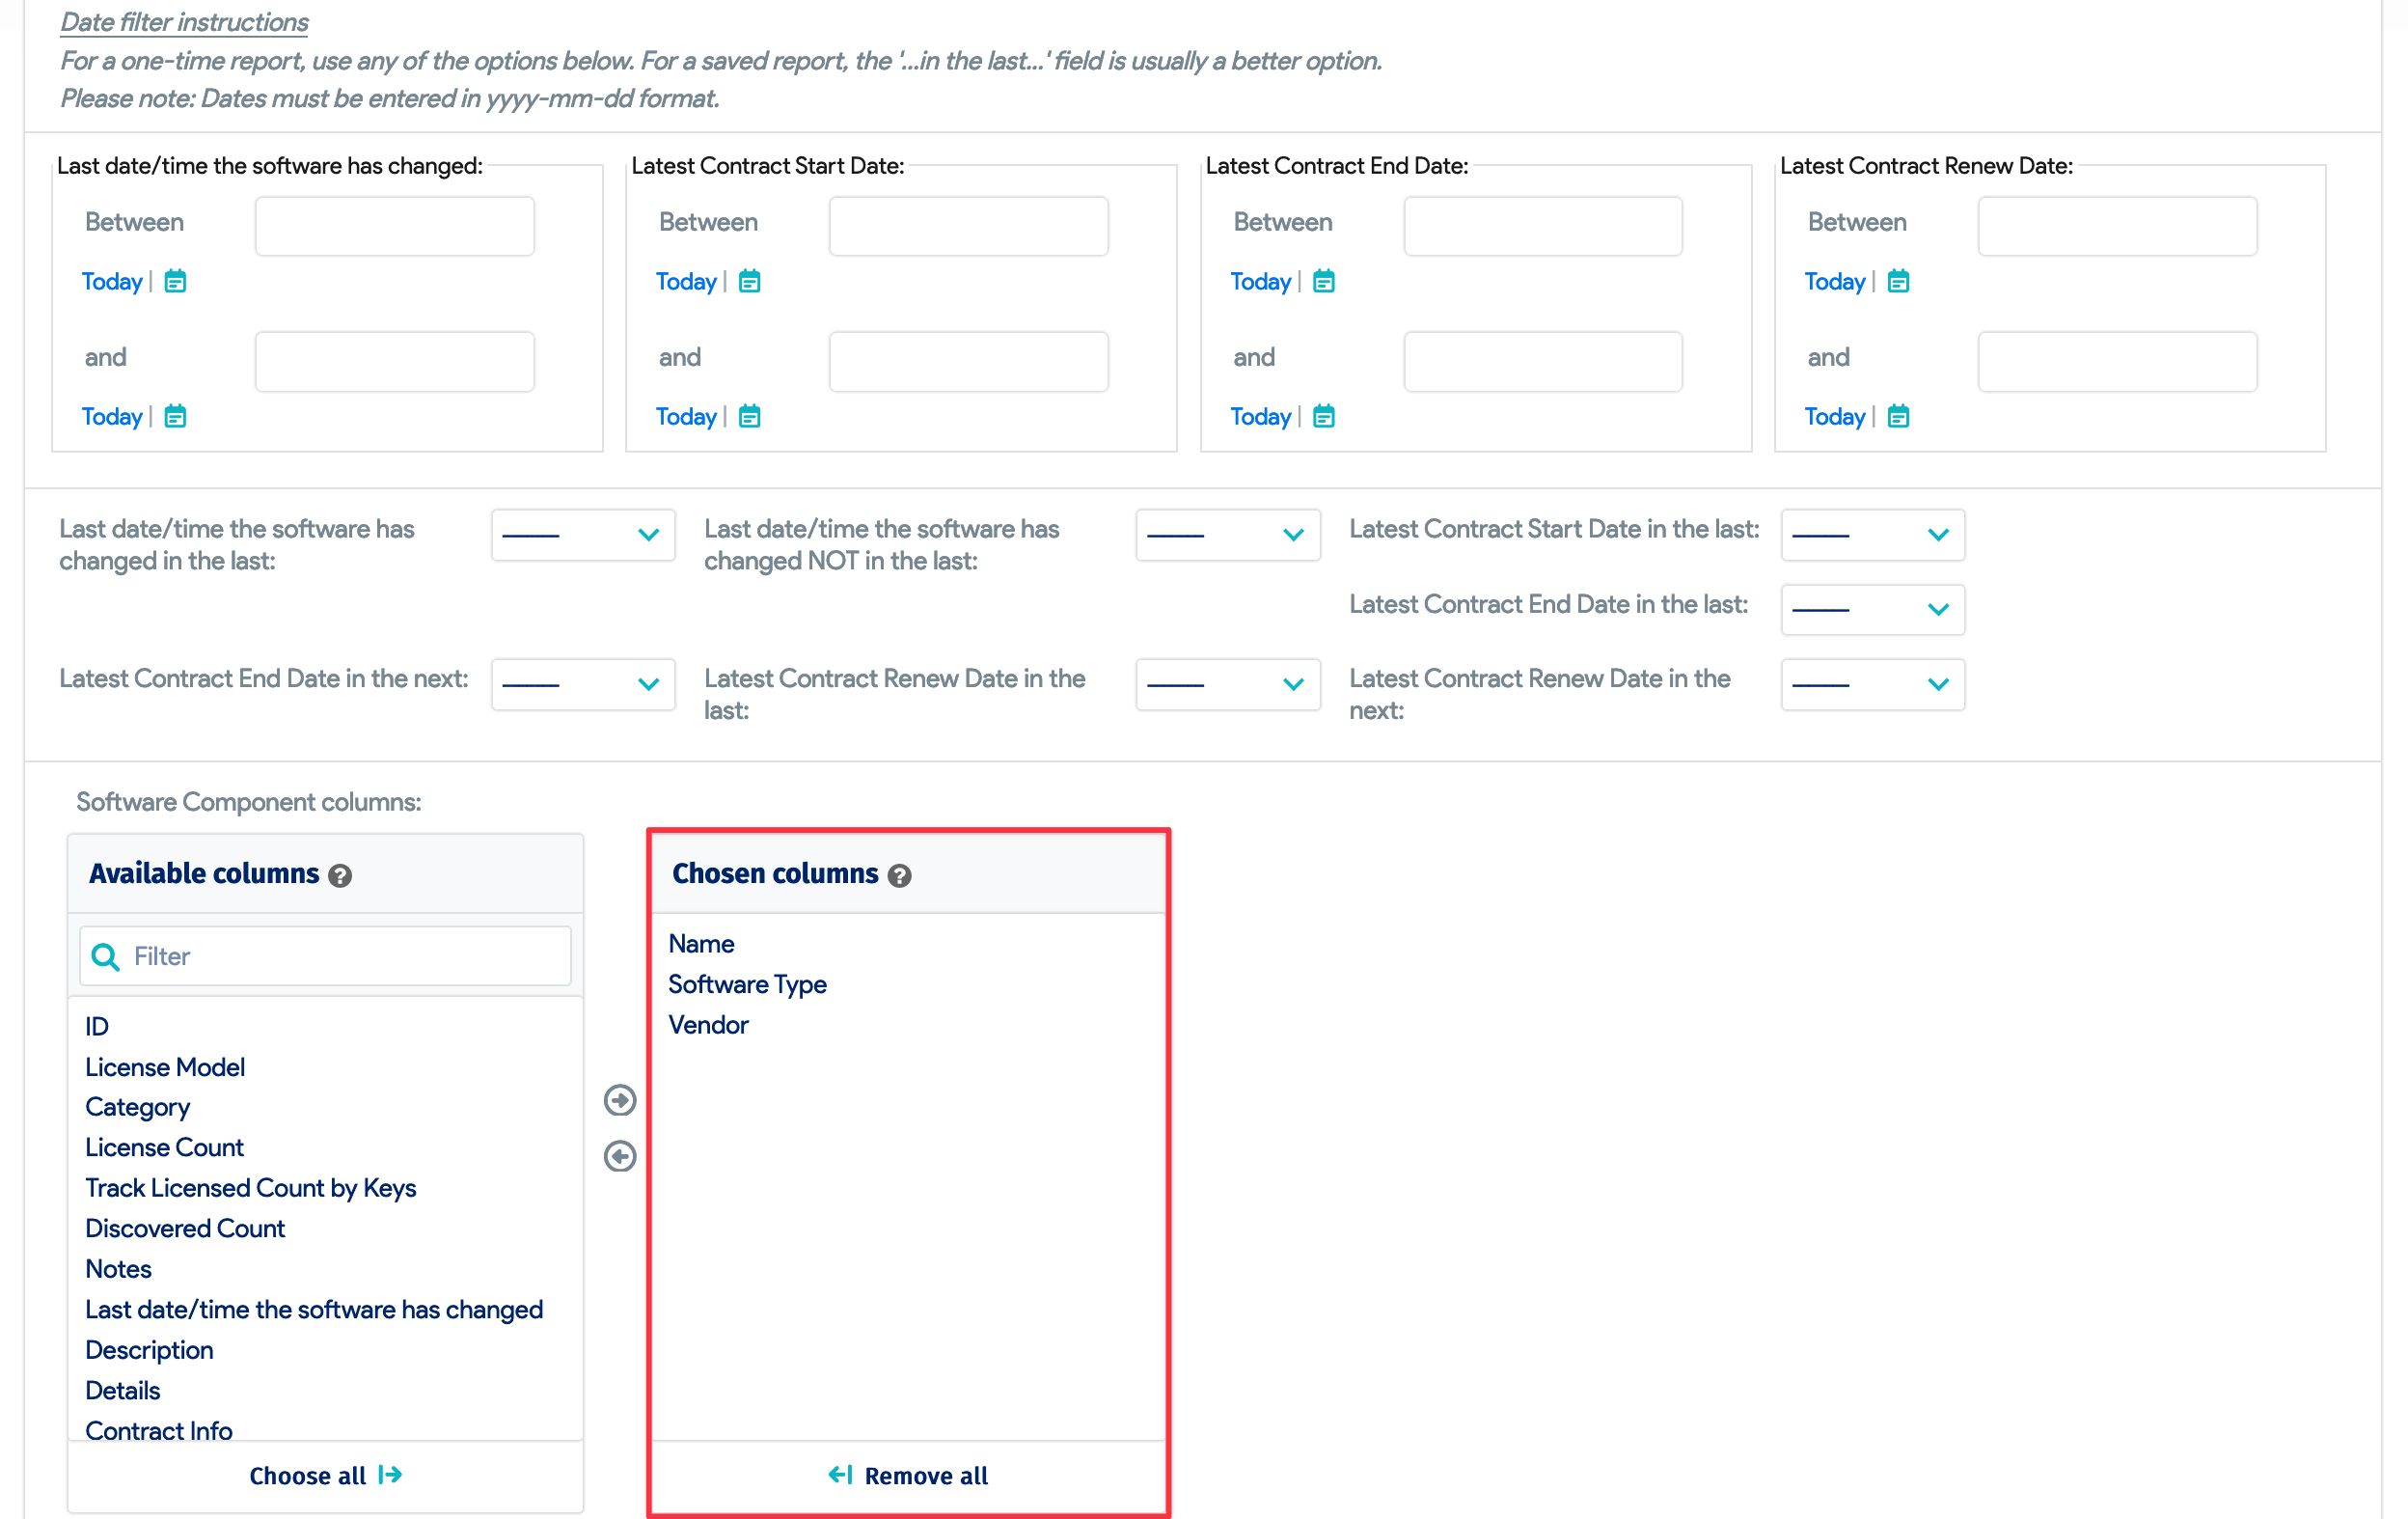 Date filter instructions
For a one-time report, use any of the options below. For a saved report, the '...in the last...' field is usually a better option.
Please note: Dates must be entered in yyyy-mm-dd format.
Last date/time the software has changed:
Between
Today |
and
Today |
Latest Contract Start Date:
Between
Today |
and
Today |
Latest Contract End Date:
Between
Today |
and
Today |
Latest Contract Renew Date:
Between
Today |
and
Today |
Last date/time the software has
changed in the last:
Last date/time the software has
changed NOT in the last:
Latest Contract Start Date in the last:
Latest Contract End Date in the last:
Latest Contract End Date in the next:
Latest Contract Renew Date in the
last:
Latest Contract Renew Date in the
next:
Software Component columns:
Available columns ?
Filter
ID
License Model
Category
License Count
Track Licensed Count by Keys
Discovered Count
Notes
Last date/time the software has changed
Description
Details
Contract Info
Choose all
Chosen columns ?
Name
Software Type
Vendor
Remove all